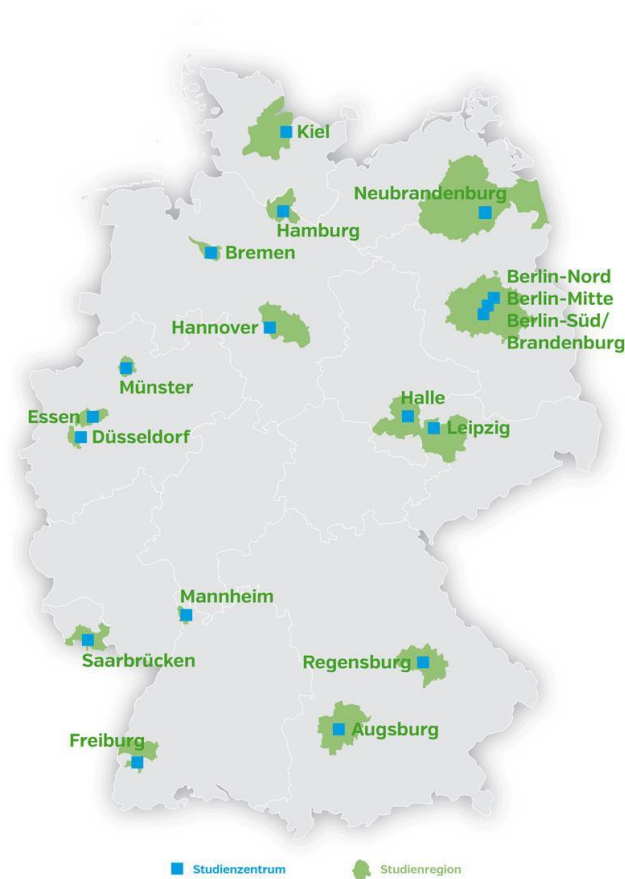 Kiel
Neubrandenburg
Hamburg
Bremen
Berlin-Nord
Berlin-Mitte
Berlin-Süd/
Brandenburg
Hannover
Münster
Halle
Essen
Leipzig
Düsseldorf
Mannheim
Saarbrücken
Regensburg
Augsburg
Freiburg
Studienzentrum
Studienregion